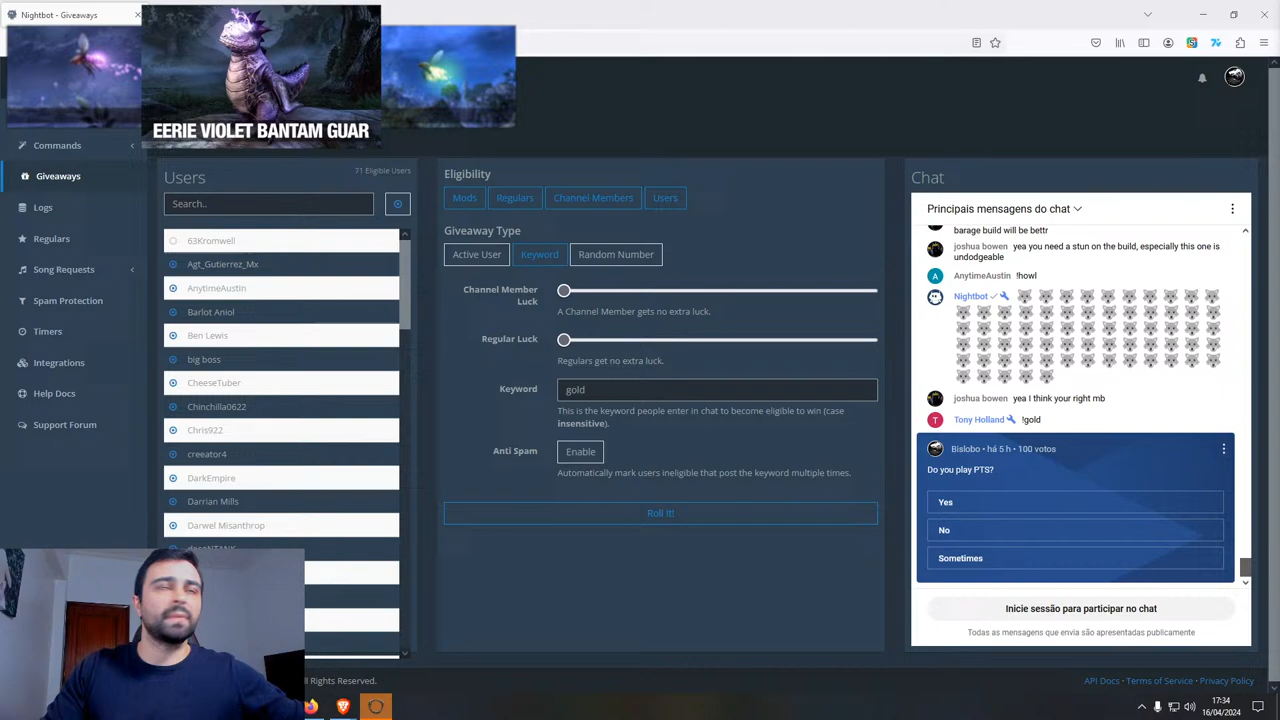 Nightbot - Giveaways
EERIE VIOLET BANTAM GUAR
Commands
Giveaways
Logs
Regulars
Song Requests
Spam Protection
Timers
Integrations
Help Docs
Support Forum
Users
71 Eligible Users
Search..
63Kromwell
Agt_Gutierrez_Mx
AnytimeAustin
Barlot Aniol
Ben Lewis
big boss
CheeseTuber
Chinchilla0622
Chris922
creeator4
DarkEmpire
Darrian Mills
Darwel Misanthrop
Eligibility
Mods Regulars Channel Members Users
Giveaway Type
Active User Keyword Random Number
Channel Member
Luck
A Channel Member gets no extra luck.
Regular Luck
Regulars get no extra luck.
Keyword
gold
This is the keyword people enter in chat to become eligible to win (case
insensitive).
Anti Spam
Enable
Automatically mark users ineligible that post the keyword multiple times.
Roll It!
Chat
Principais mensagens do chat
barage build will be bettr
joshua bowen yea you need a stun on the build, especially this one is
undodgeable
A AnytimeAustin !howl
Nightbot
joshua bowen yea I think your right mb
T Tony Holland !gold
Bislobo • há 5 h • 100 votos
Do you play PTS?
Yes
No
Sometimes
Inicie sessão para participar no chat
Todas as mensagens que envia são apresentadas publicamente
All Rights Reserved.
API Docs • Terms of Service • Privacy Policy
17:34
16/04/2024